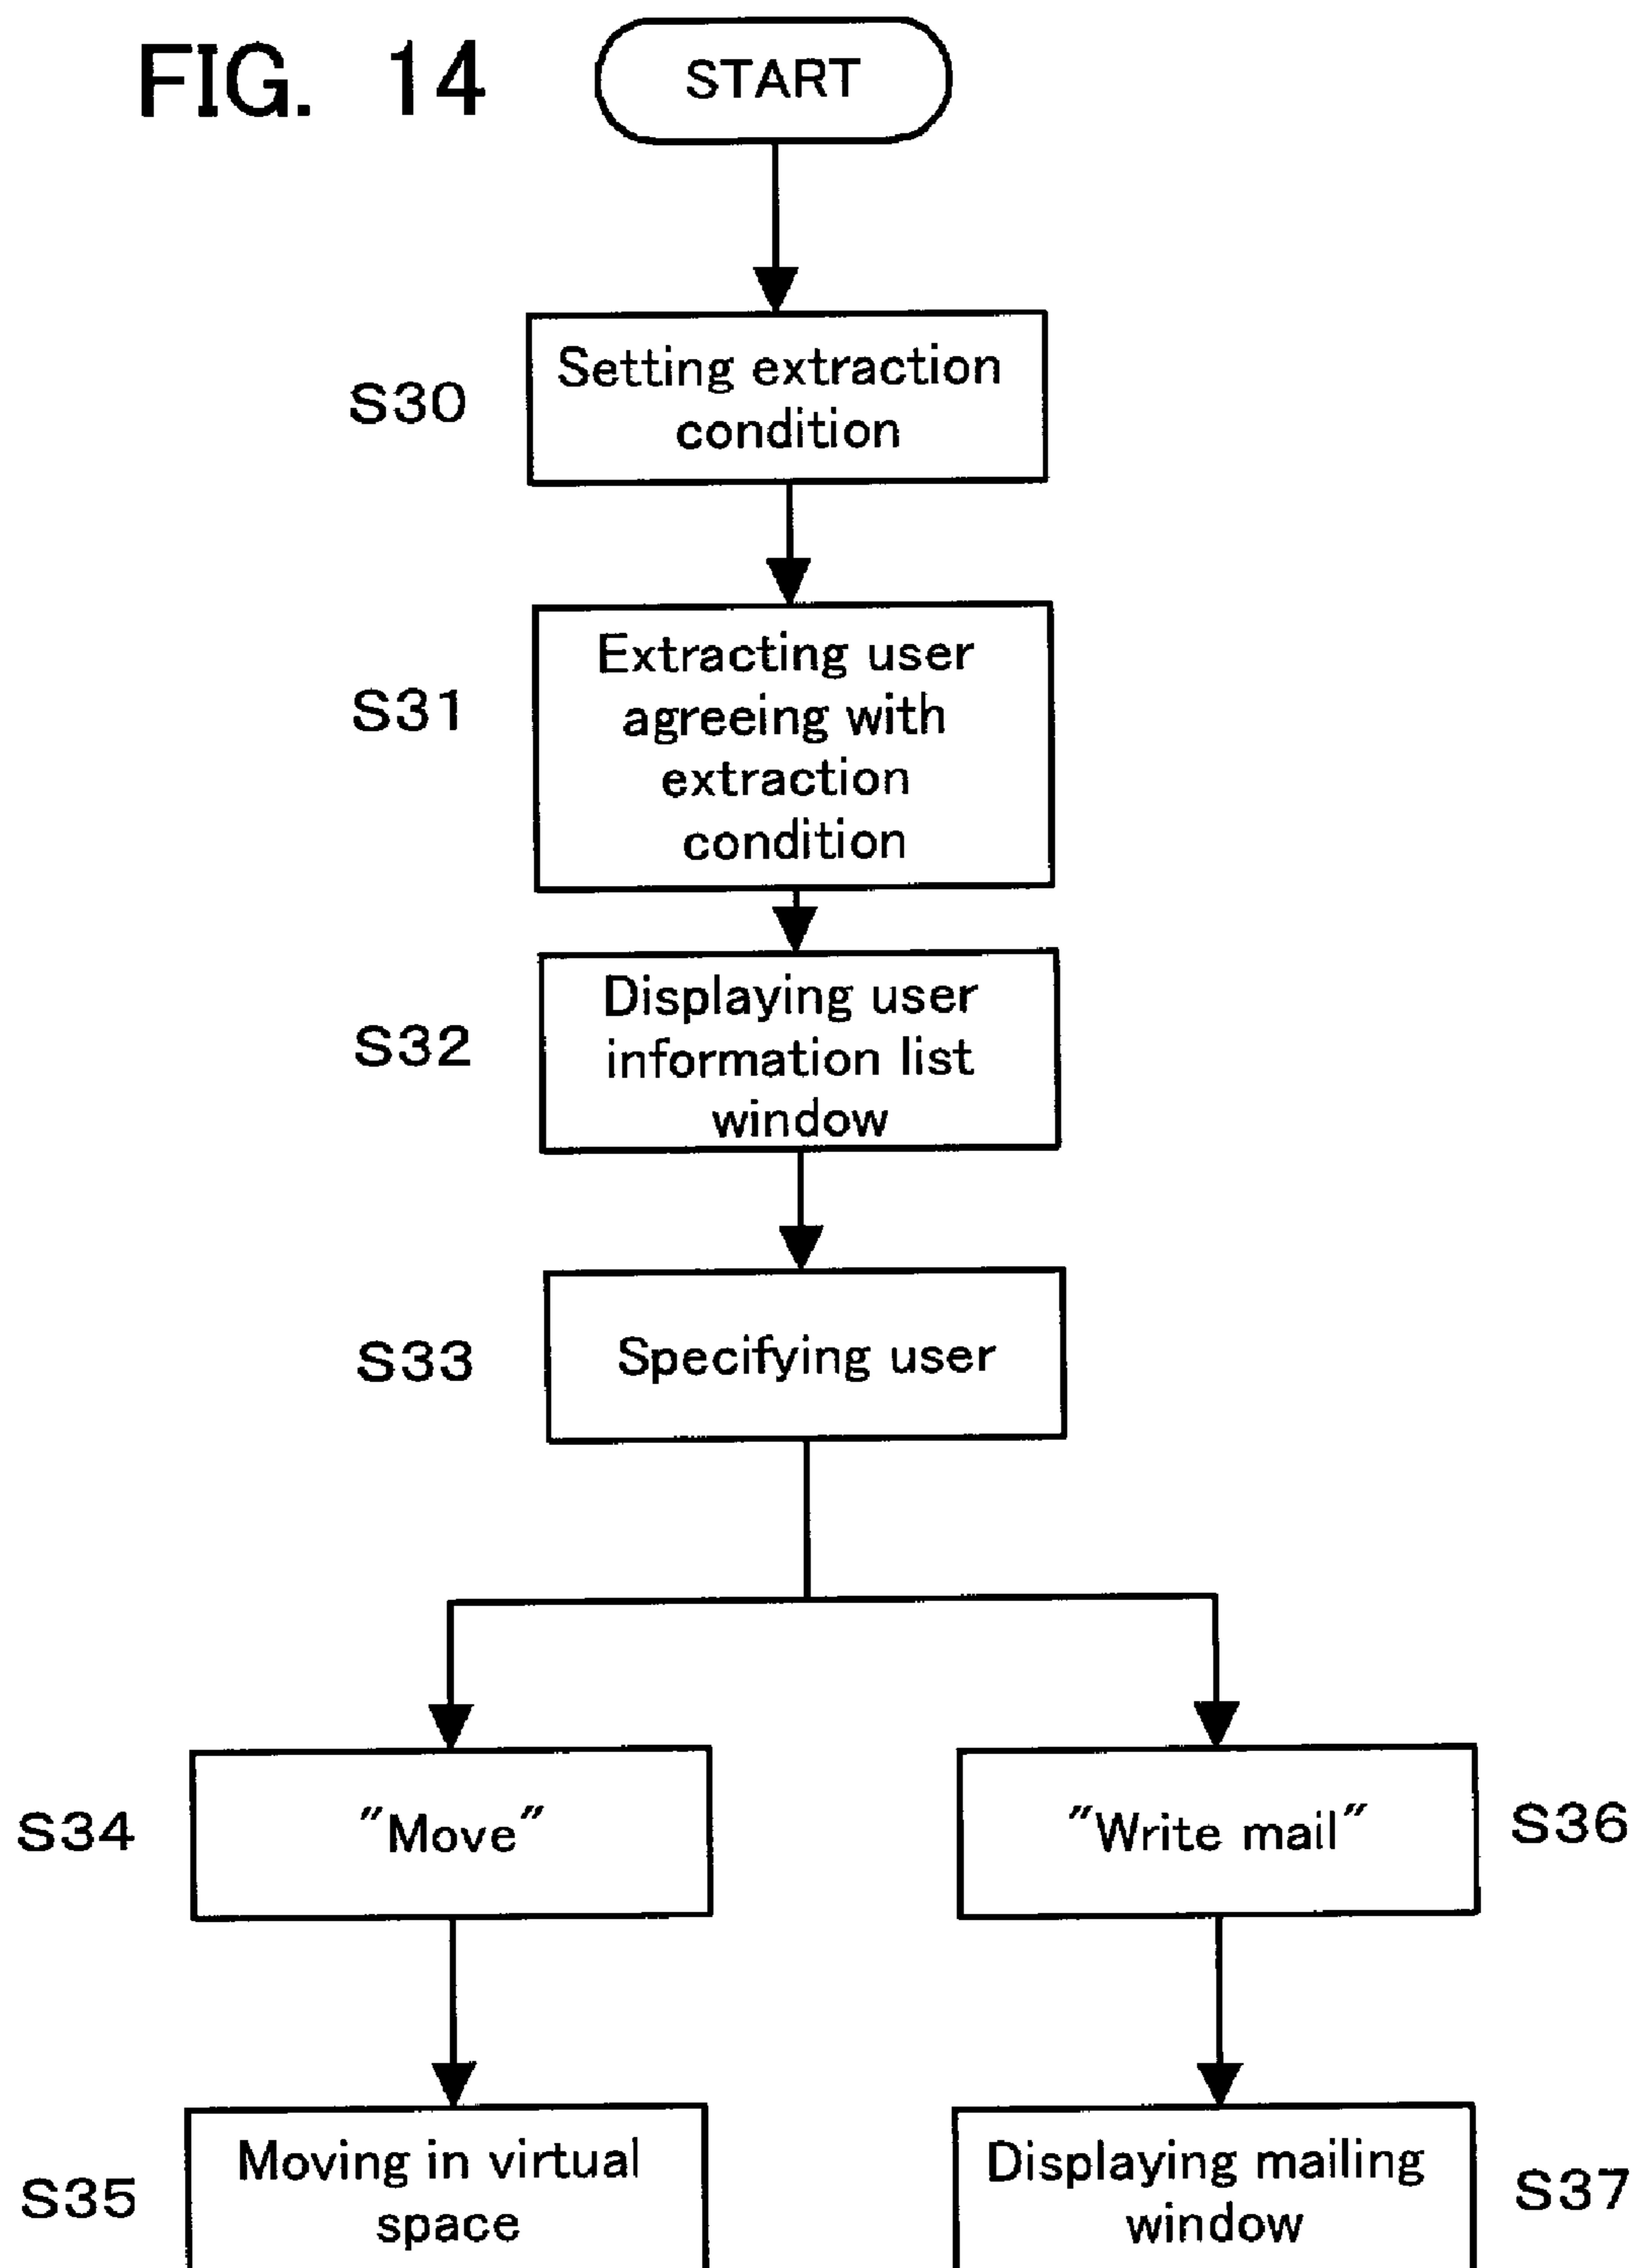 FIG. 14
START
S30
Setting extraction
condition
S31
Extracting user
agreeing with
extraction
condition
S32
Displaying user
information list
window
S33
Specifying user
S34
"Move"
"Write mail"
S36
S35
Moving in virtual
space
Displaying mailing
window
S37